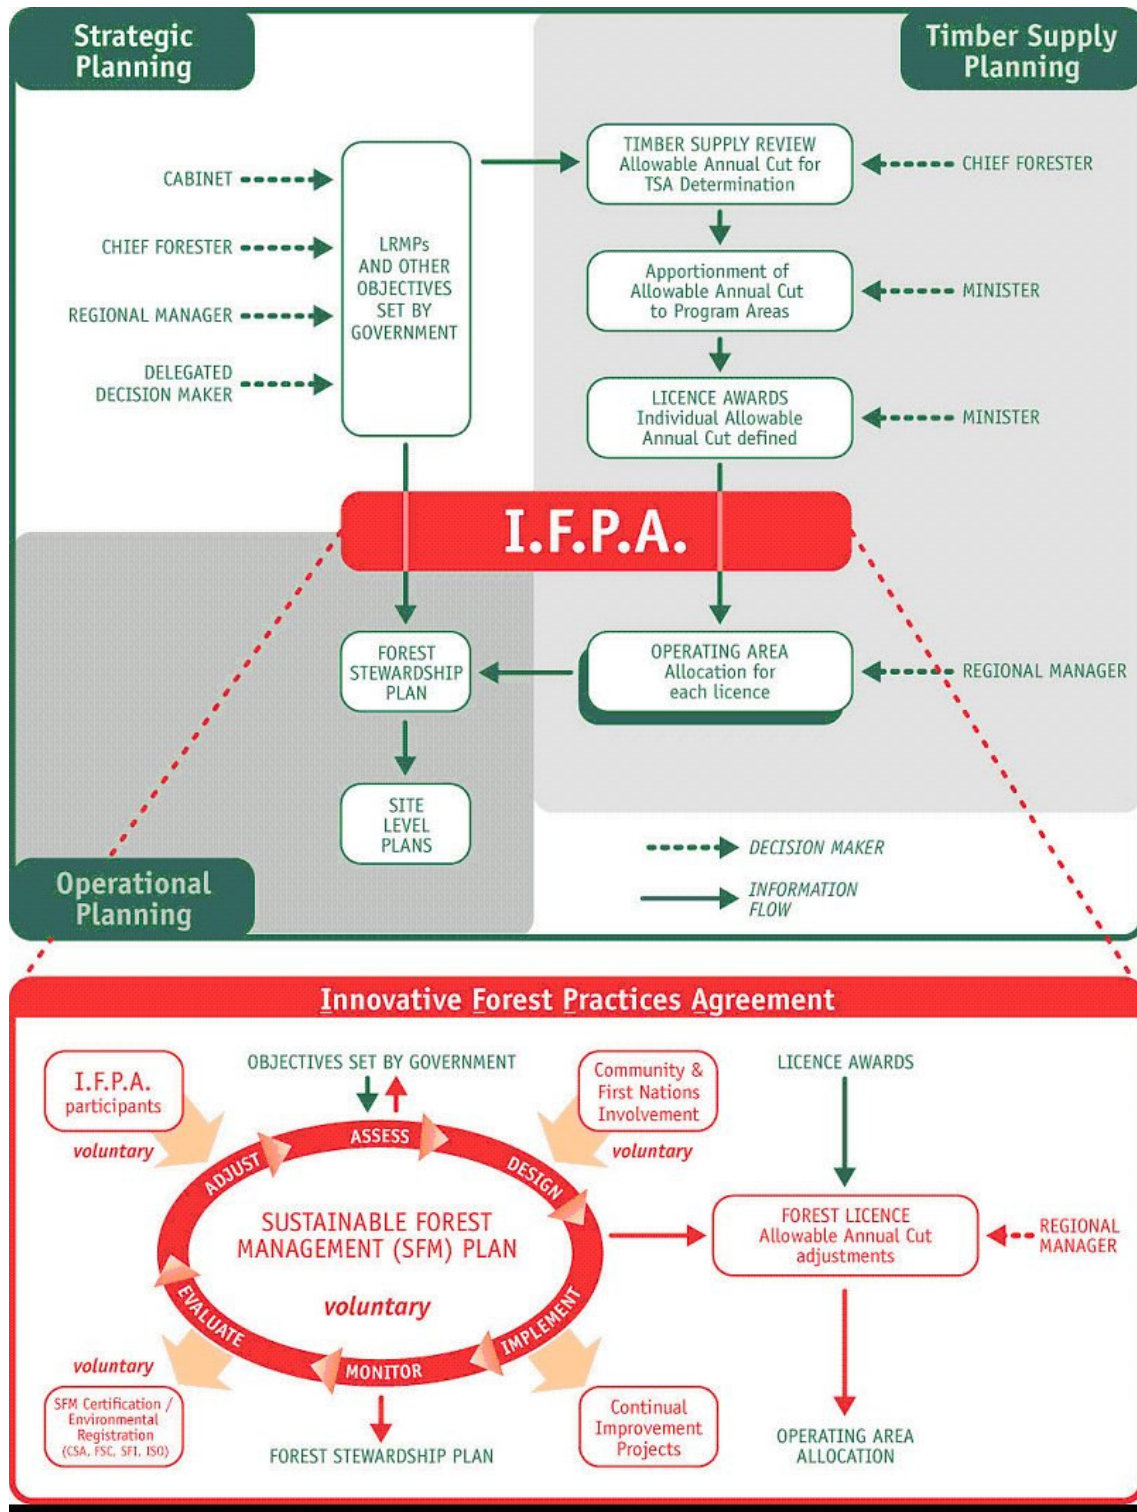 Strategic
Planning
Timber Supply
Planning
CABINET
CHIEF FORESTER
REGIONAL MANAGER
DELEGATED
DECISION MAKER
LRMPs
AND OTHER
OBJECTIVES
SET BY
GOVERNMENT
TIMBER SUPPLY REVIEW
Allowable Annual Cut for
TSA Determination
CHIEF FORESTER
Apportionment of
Allowable Annual Cut
to Program Areas
MINISTER
LICENCE AWARDS
Individual Allowable
Annual Cut defined
MINISTER
I.F.P.A.
FOREST
STEWARDSHIP
PLAN
OPERATING AREA
Allocation for
each licence
REGIONAL MANAGER
SITE
LEVEL
PLANS
DECISION MAKER
INFORMATION
FLOW
Operational
Planning
Innovative Forest Practices Agreement
I.F.P.A.
participants
voluntary
OBJECTIVES SET BY GOVERNMENT
Community &
First Nations
Involvement
voluntary
LICENCE AWARDS
ASSESS
DESIGN
IMPLEMENT
MONITOR
EVALUATE
ADJUST
SUSTAINABLE FOREST
MANAGEMENT (SFM) PLAN
voluntary
FOREST LICENCE
Allowable Annual Cut
adjustments
REGIONAL
MANAGER
voluntary
SFM Certification /
Environmental
Registration
(CSA, FSC, SFI, ISO)
FOREST STEWARDSHIP PLAN
Continual
Improvement
Projects
OPERATING AREA
ALLOCATION